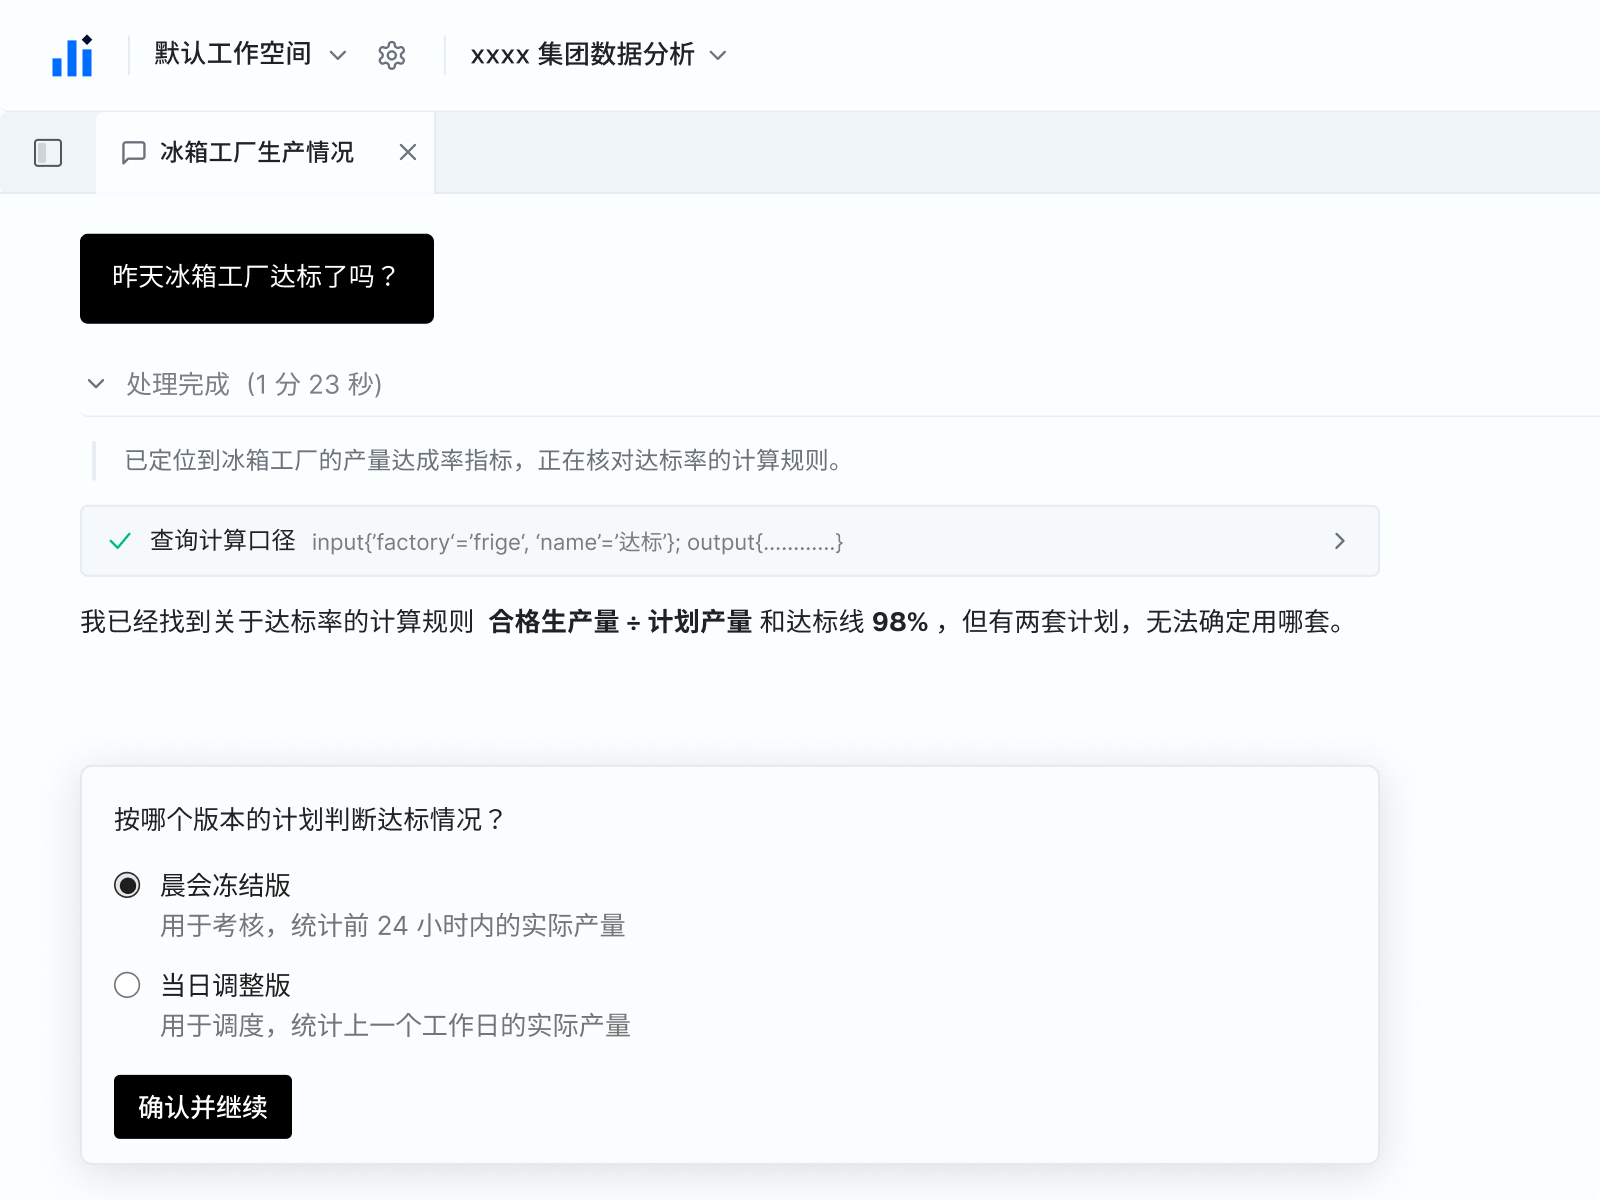 默认工作空间
xxxx 集团数据分析
冰箱工厂生产情况
昨天冰箱工厂达标了吗？
处理完成（1 分 23 秒）
已定位到冰箱工厂的产量达成率指标，正在核对达标率的计算规则。
查询计算口径 input{’factory‘=’frige‘, ‘name’=’达标’}; output{............}
我已经找到关于达标率的计算规则 合格生产量 ÷ 计划产量 和达标线 98% ，但有两套计划，无法确定用哪套。
按哪个版本的计划判断达标情况？
晨会冻结版
用于考核，统计前 24 小时内的实际产量
当日调整版
用于调度，统计上一个工作日的实际产量
确认并继续